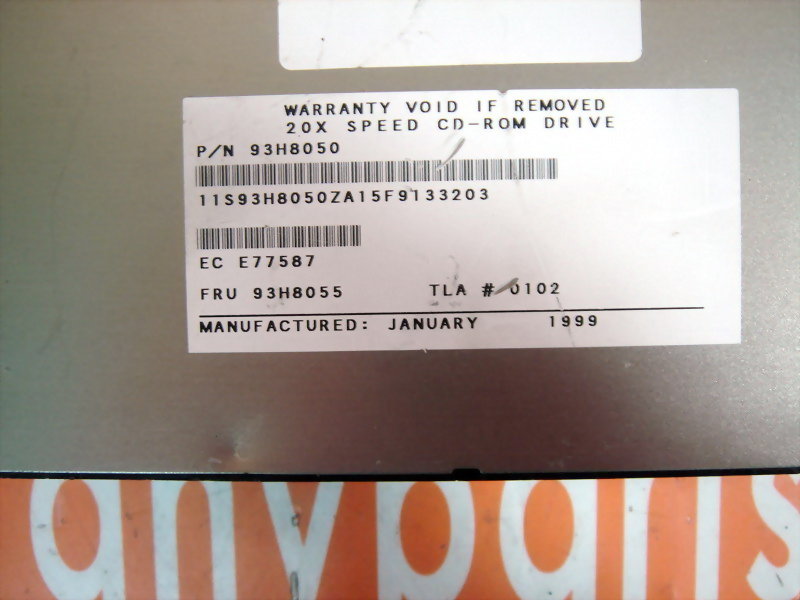 WARRANTY VOID IF REMOVED
20X SPEED CD-ROM DRIVE
P/N 93H8050
11S93H8050ZA15F9133203
EC E77587
FRU 93H8055 TLA # 0102
MANUFACTURED: JANUARY 1999
anyparts